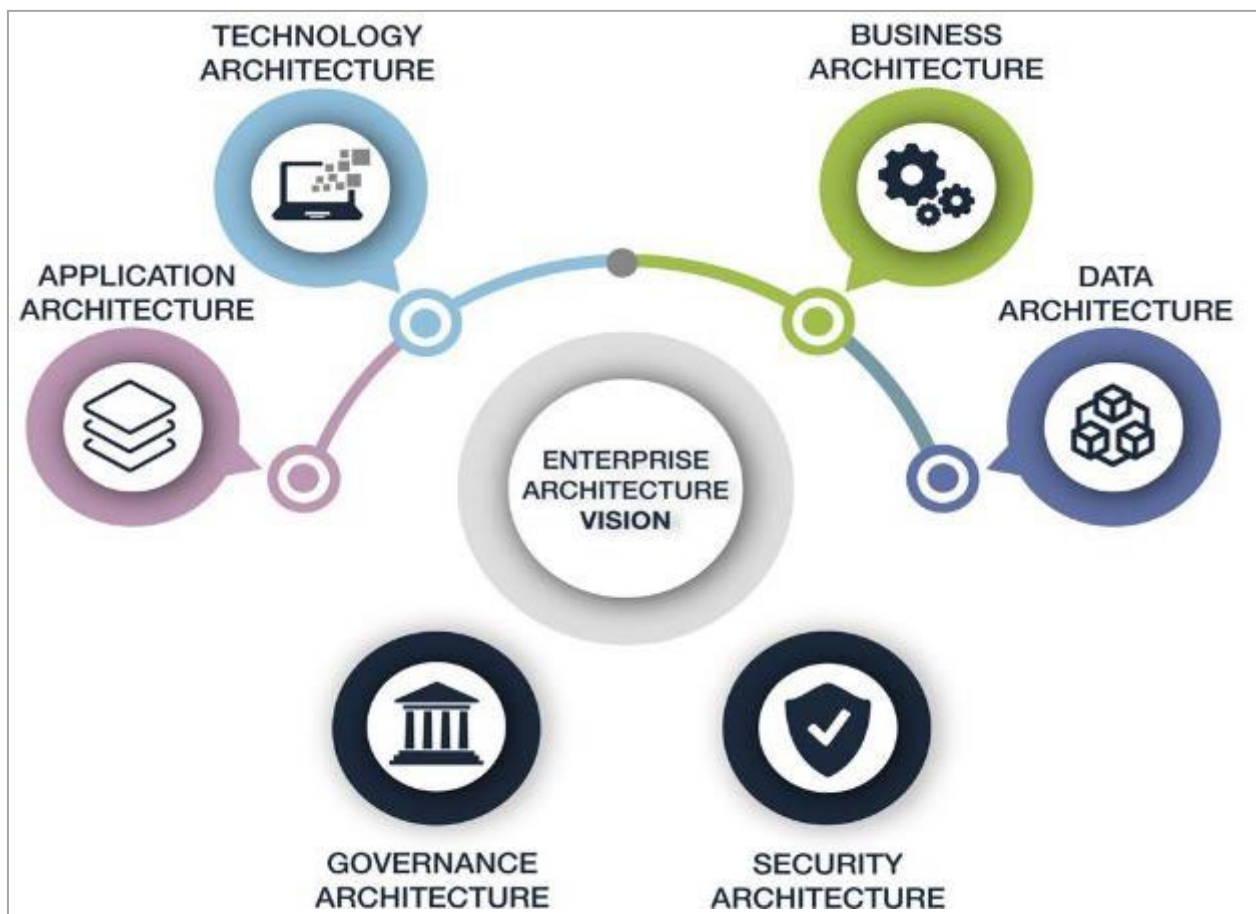 TECHNOLOGY
ARCHITECTURE
BUSINESS
ARCHITECTURE
APPLICATION
ARCHITECTURE
DATA
ARCHITECTURE
ENTERPRISE
ARCHITECTURE
VISION
GOVERNANCE
ARCHITECTURE
SECURITY
ARCHITECTURE